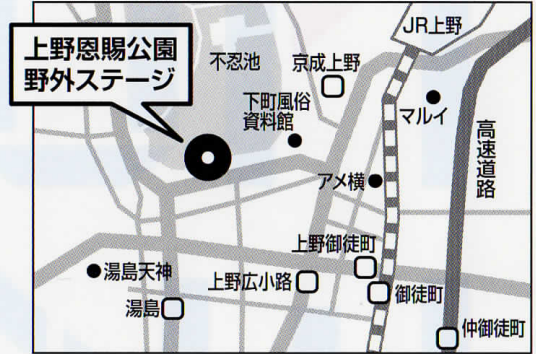 JR上野
上野恩賜公園
野外ステージ
不忍池
京成上野
下町風俗
資料館
マルイ
高速道路
アメ横
上野御徒町
湯島天神
上野広小路
御徒町
湯島
仲御徒町